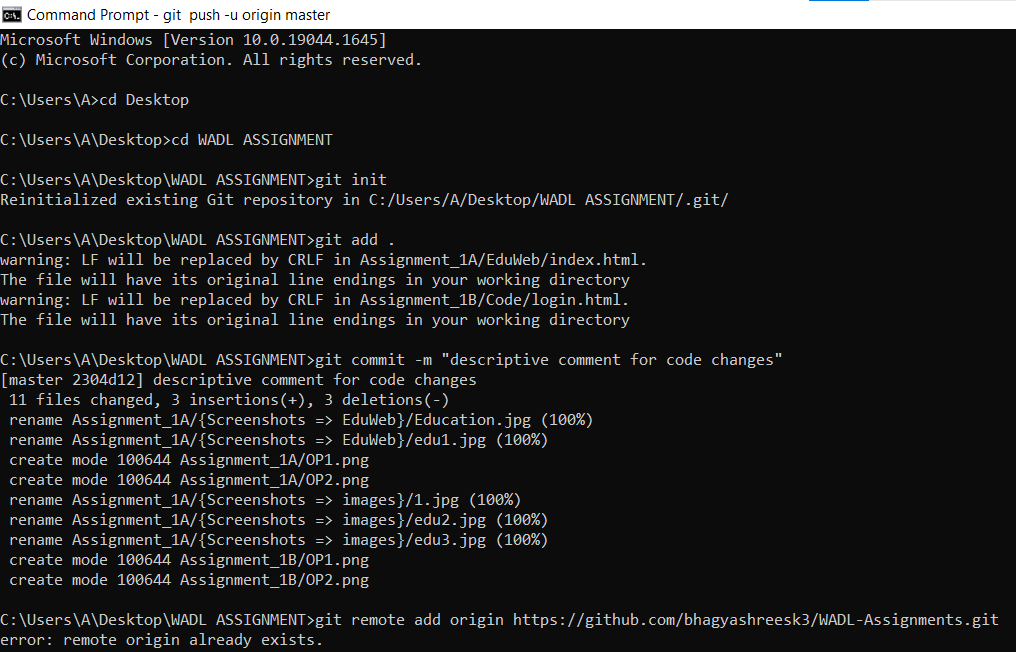 Command Prompt - git  push -u origin master
Microsoft Windows [Version 10.0.19044.1645]
(c) Microsoft Corporation. All rights reserved.
C:\Users\A>cd Desktop
C:\Users\A\Desktop>cd WADL ASSIGNMENT
C:\Users\A\Desktop\WADL ASSIGNMENT>git init
Reinitialized existing Git repository in C:/Users/A/Desktop/WADL ASSIGNMENT/.git/
C:\Users\A\Desktop\WADL ASSIGNMENT>git add .
warning: LF will be replaced by CRLF in Assignment_1A/EduWeb/index.html.
The file will have its original line endings in your working directory
warning: LF will be replaced by CRLF in Assignment_1B/Code/login.html.
The file will have its original line endings in your working directory
C:\Users\A\Desktop\WADL ASSIGNMENT>git commit -m "descriptive comment for code changes"
[master 2304d12] descriptive comment for code changes
 11 files changed, 3 insertions(+), 3 deletions(-)
 rename Assignment_1A/{Screenshots => EduWeb}/Education.jpg (100%)
 rename Assignment_1A/{Screenshots => EduWeb}/edu1.jpg (100%)
 create mode 100644 Assignment_1A/OP1.png
 create mode 100644 Assignment_1A/OP2.png
 rename Assignment_1A/{Screenshots => images}/1.jpg (100%)
 rename Assignment_1A/{Screenshots => images}/edu2.jpg (100%)
 rename Assignment_1A/{Screenshots => images}/edu3.jpg (100%)
 create mode 100644 Assignment_1B/OP1.png
 create mode 100644 Assignment_1B/OP2.png
C:\Users\A\Desktop\WADL ASSIGNMENT>git remote add origin https://github.com/bhagyashreesk3/WADL-Assignments.git
error: remote origin already exists.